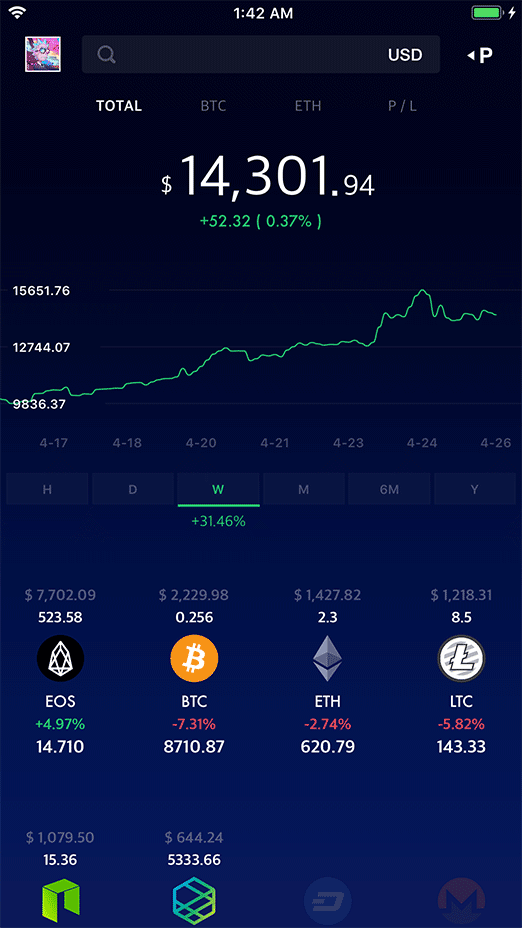 1:42 AM
USD
P
TOTAL BTC ETH P / L
$ 14,301.94
+52.32 ( 0.37% )
15651.76
12744.07
9836.37
4-17 4-18 4-20 4-21 4-23 4-24 4-26
H D W M 6M Y
+31.46%
$ 7,702.09 $ 2,229.98 $ 1,427.82 $ 1,218.31
523.58 0.256 2.3 8.5
EOS BTC ETH LTC
+4.97% -7.31% -2.74% -5.82%
14.710 8710.87 620.79 143.33
$ 1,079.50 $ 644.24
15.36 5333.66